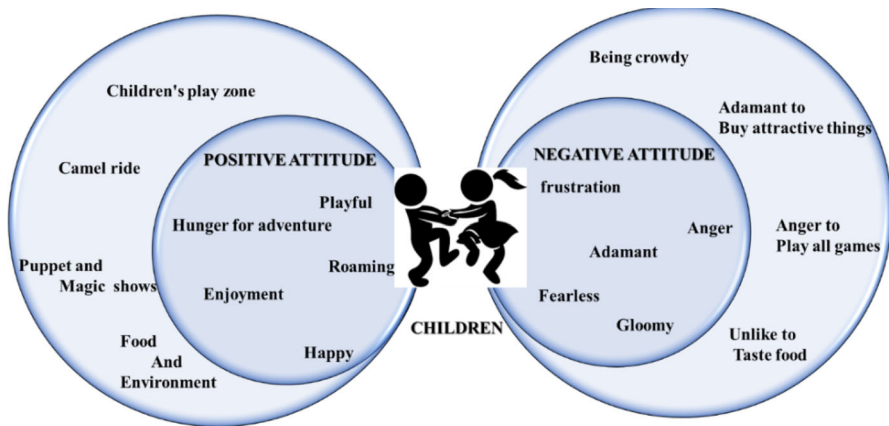 Children's play zone
Camel ride
Puppet and
Magic shows
Food
And
Environment
POSITIVE ATTITUDE
Playful
Hunger for adventure
Roaming
Enjoyment
Happy
CHILDREN
Being crowdy
Adamant to
Buy attractive things
Anger to
Play all games
Unlike to
Taste food
NEGATIVE ATTITUDE
frustration
Anger
Adamant
Fearless
Gloomy